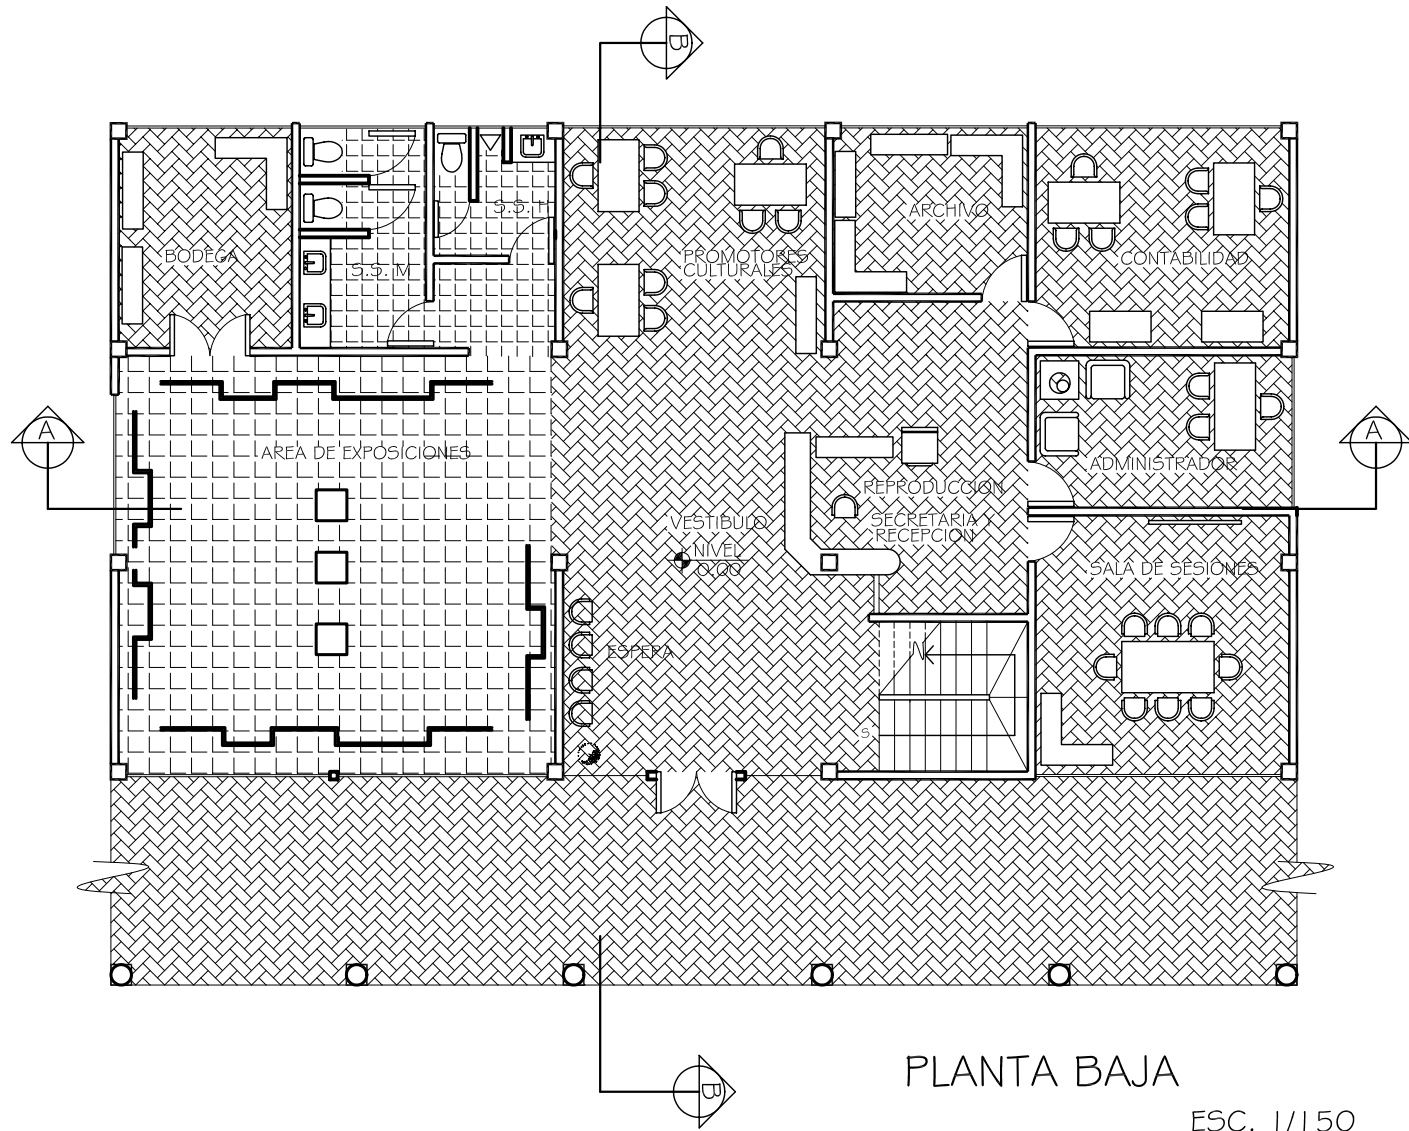 B
S.S. H
ARCHIVO
BODEGA
S.S. M
PROMOTORES
CULTURALES
CONTABILIDAD
A
AREA DE EXPOSICIONES
A
ADMINISTRADOR
REPRODUCCION
VESTIBULO
SECRETARIA Y
RECEPCION
NIVEL
0.00
SALA DE SESIONES
ESPERA
N
S
B
PLANTA BAJA
ESC. 1/150